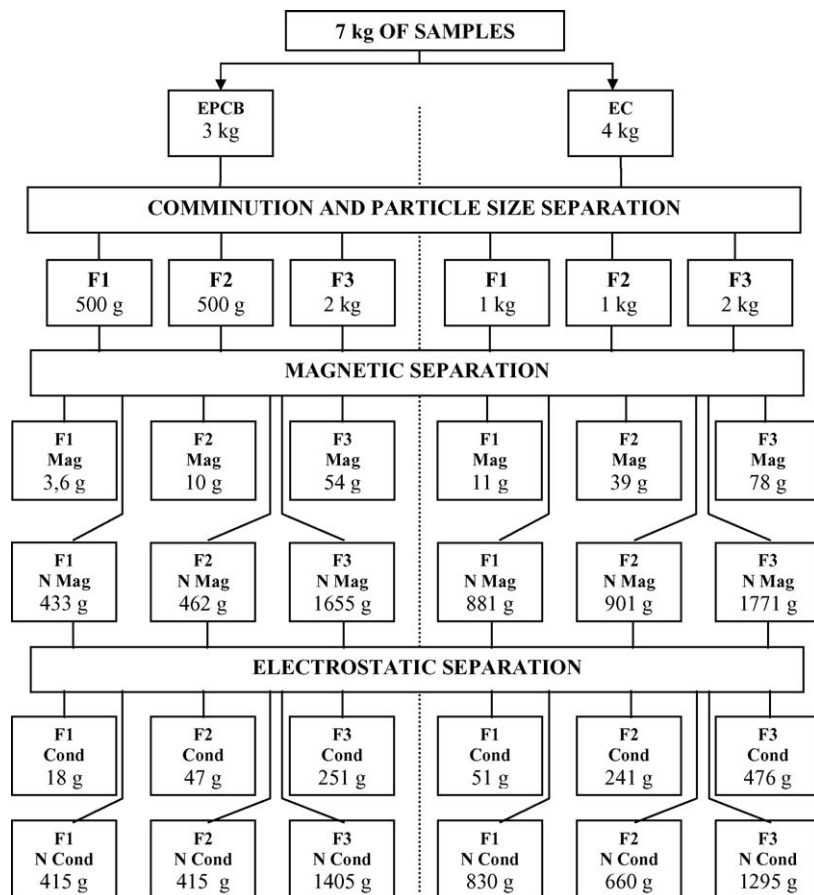 7 kg OF SAMPLES
EPCB
3 kg
EC
4 kg
COMMINUTION AND PARTICLE SIZE SEPARATION
F1
500 g
F2
500 g
F3
2 kg
F1
1 kg
F2
1 kg
F3
2 kg
MAGNETIC SEPARATION
F1
Mag
3,6 g
F2
Mag
10 g
F3
Mag
54 g
F1
Mag
11 g
F2
Mag
39 g
F3
Mag
78 g
F1
N Mag
433 g
F2
N Mag
462 g
F3
N Mag
1655 g
F1
N Mag
881 g
F2
N Mag
901 g
F3
N Mag
1771 g
ELECTROSTATIC SEPARATION
F1
Cond
18 g
F2
Cond
47 g
F3
Cond
251 g
F1
Cond
51 g
F2
Cond
241 g
F3
Cond
476 g
F1
N Cond
415 g
F2
N Cond
415 g
F3
N Cond
1405 g
F1
N Cond
830 g
F2
N Cond
660 g
F3
N Cond
1295 g